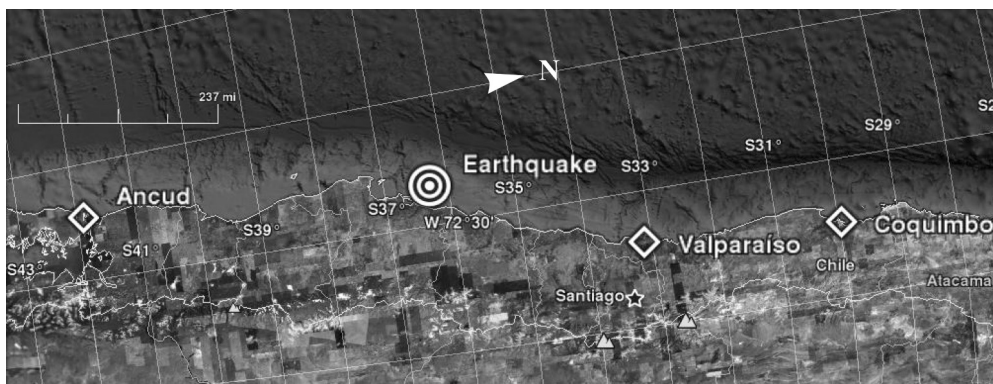 N
237 mi
S2
S29°
S31°
S33°
Earthquake
S35°
Ancud
S37°
W 72°30'
S39°
S41°
S43°
Valparaíso
Coquimbo
Chile
Atacama
Santiago